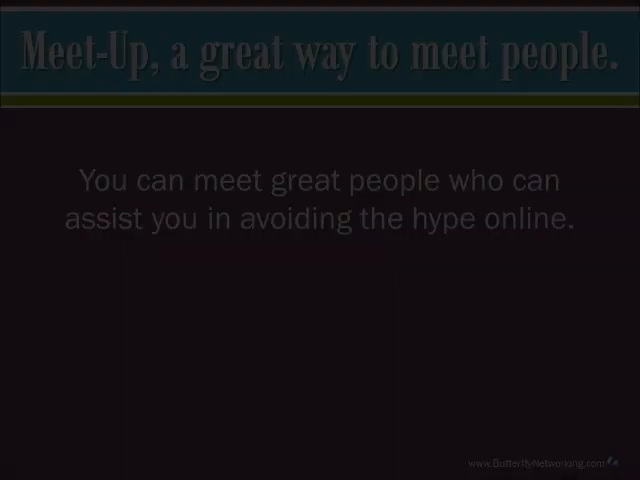 Meet-Up, a great way to meet people.
You can meet great people who can
assist you in avoiding the hype online.
www.ButterflyNetworking.com